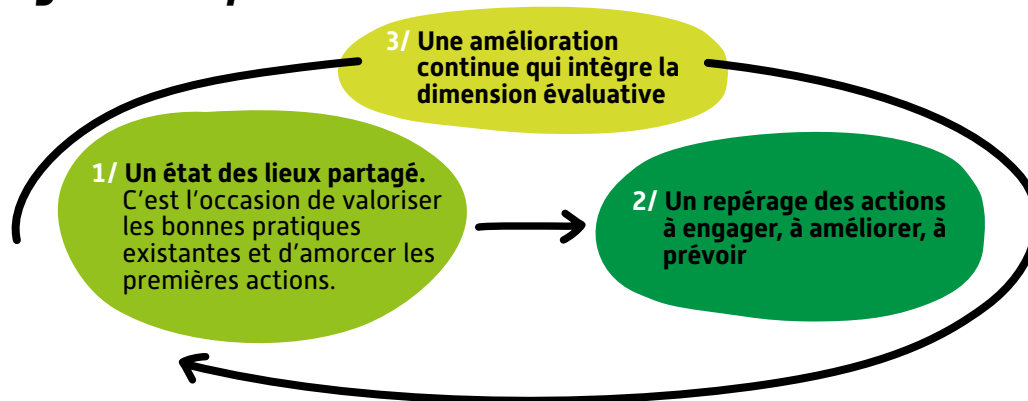 3/ Une amélioration
continue qui intègre la
dimension évaluative
1/ Un état des lieux partagé.
C'est l'occasion de valoriser
les bonnes pratiques
existantes et d'amorcer les
premières actions.
2/ Un repérage des actions
à engager, à améliorer, à
prévoir